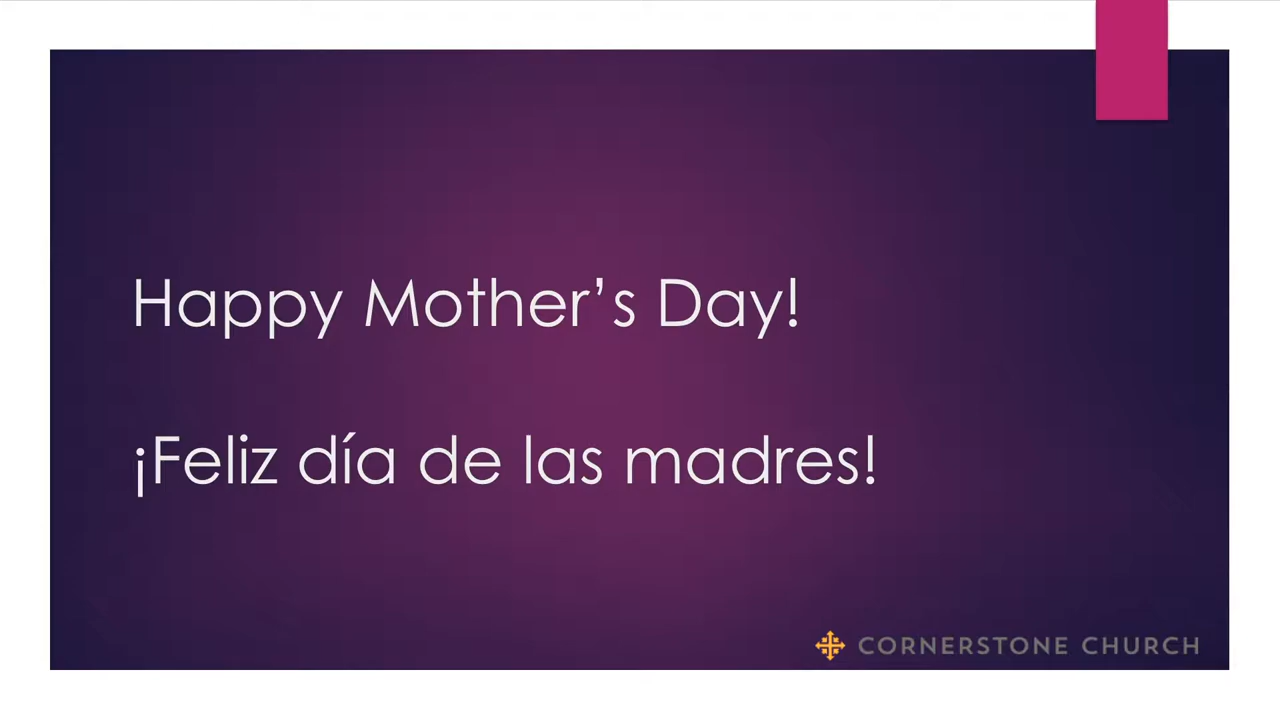 Happy Mother’s Day!
¡Feliz día de las madres!
CORNERSTONE CHURCH